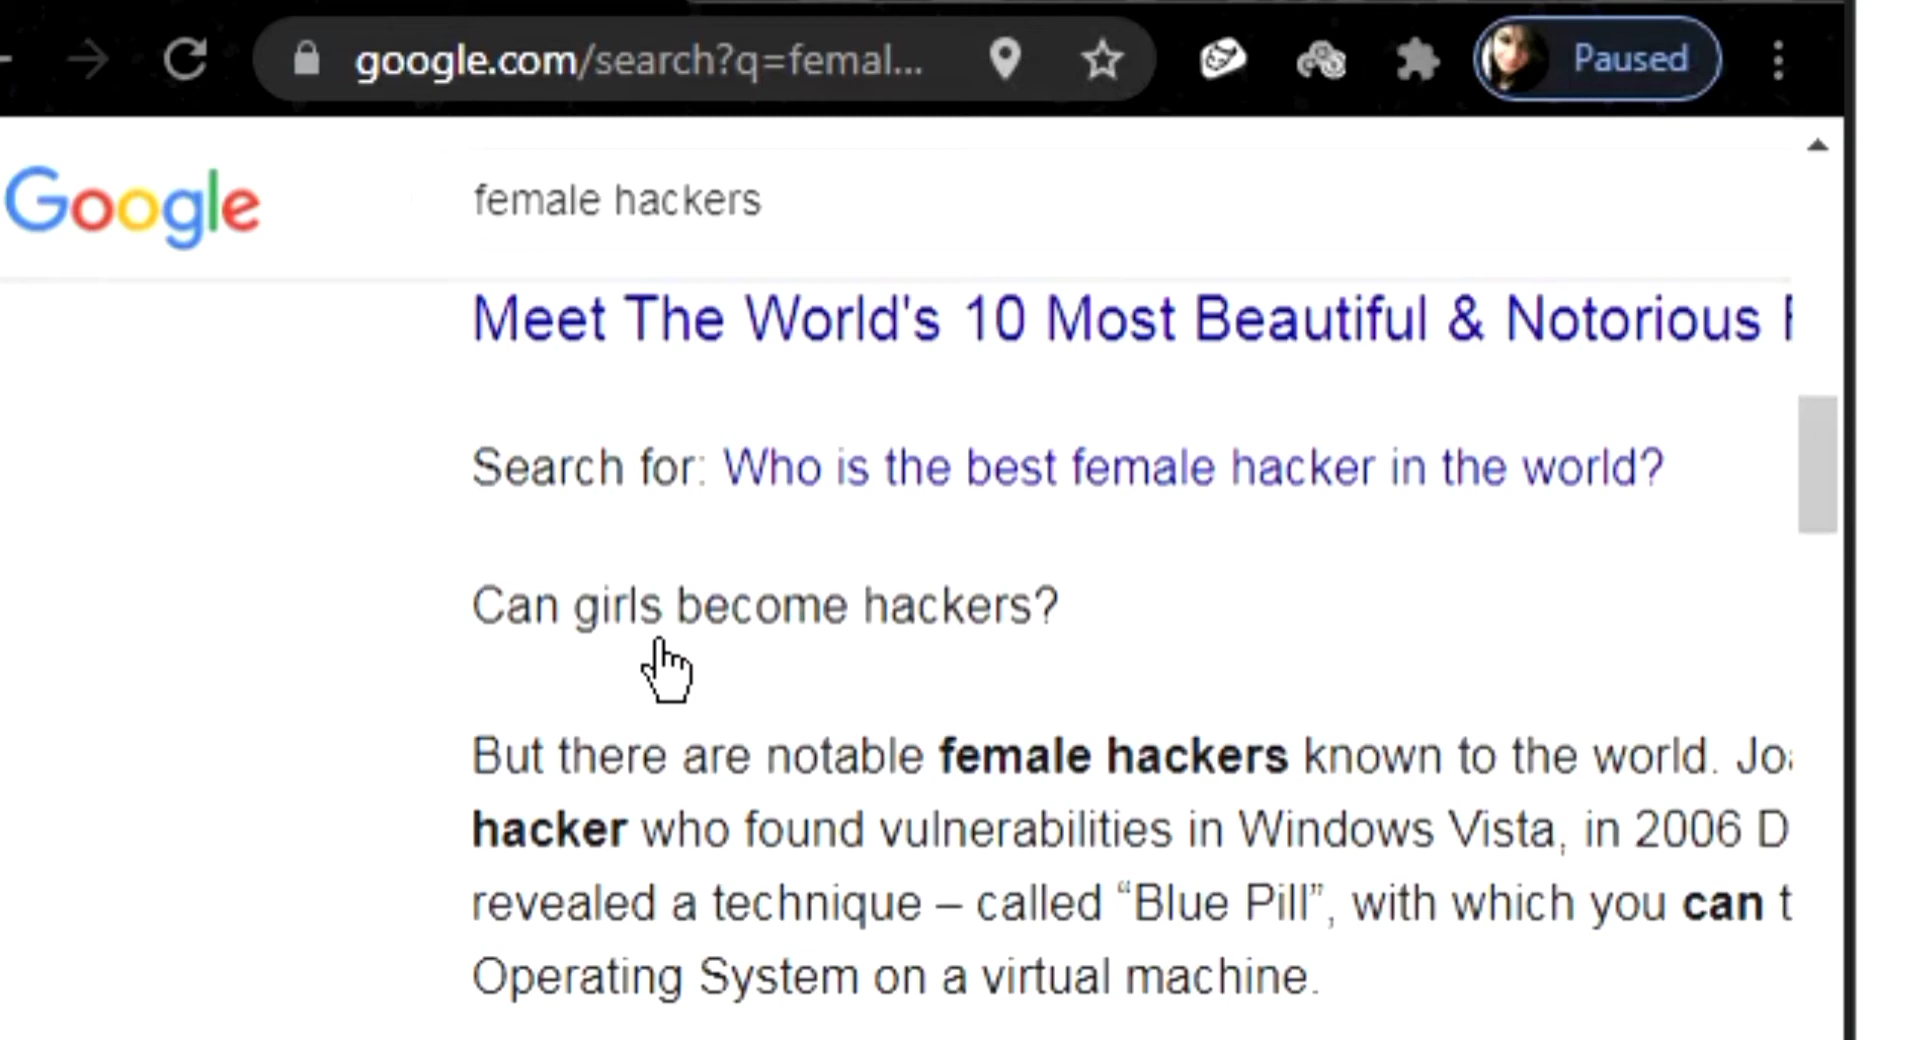 google.com/search?q=femal...
Paused
Google
female hackers
Meet The World's 10 Most Beautiful & Notorious
Search for: Who is the best female hacker in the world?
Can girls become hackers?
But there are notable female hackers known to the world.
hacker who found vulnerabilities in Windows Vista, in 2006 D
revealed a technique – called “Blue Pill”, with which you can t
Operating System on a virtual machine.